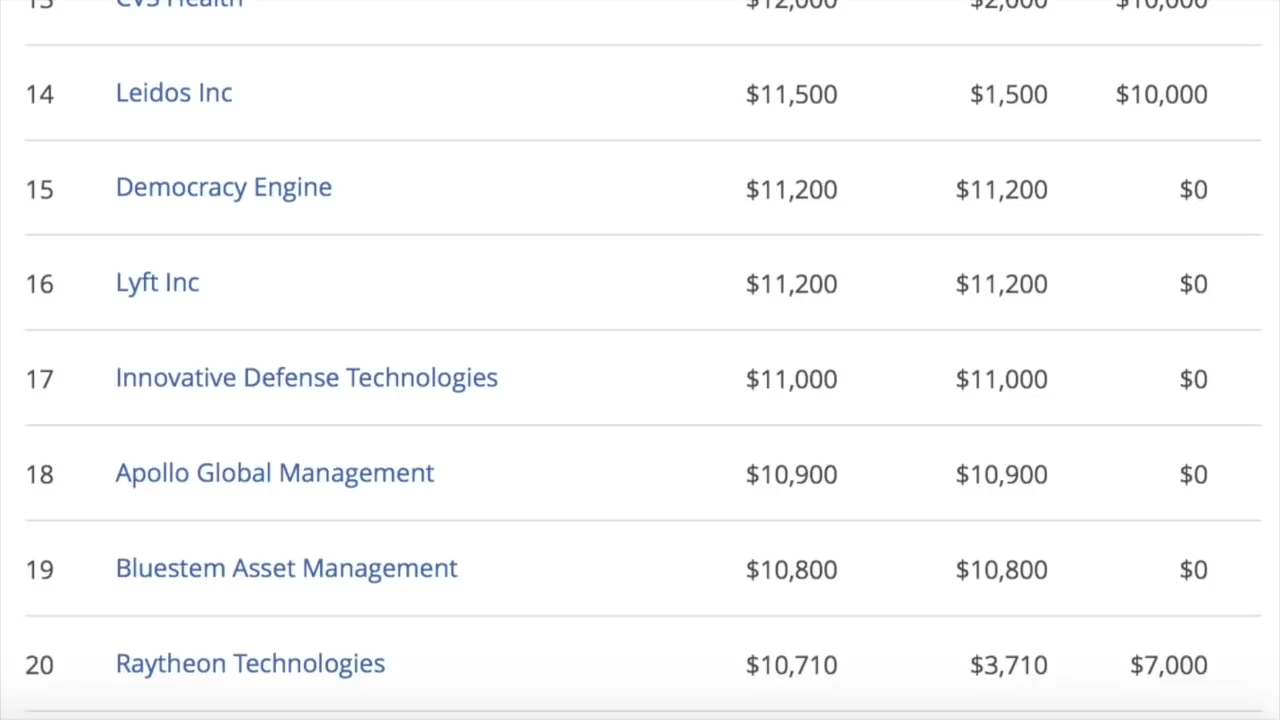 13 CVS Health $12,000 $2,000 $10,000
14 Leidos Inc $11,500 $1,500 $10,000
15 Democracy Engine $11,200 $11,200 $0
16 Lyft Inc $11,200 $11,200 $0
17 Innovative Defense Technologies $11,000 $11,000 $0
18 Apollo Global Management $10,900 $10,900 $0
19 Bluestem Asset Management $10,800 $10,800 $0
20 Raytheon Technologies $10,710 $3,710 $7,000